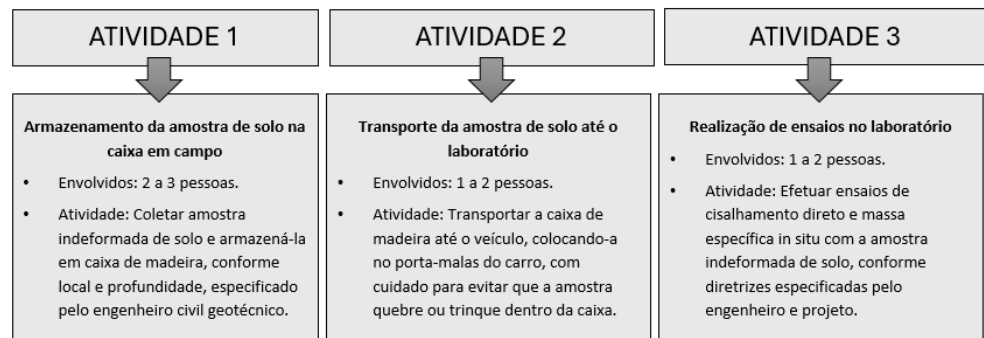 ATIVIDADE 1
Armazenamento da amostra de solo na
caixa em campo
• Envolvidos: 2 a 3 pessoas.
• Atividade: Coletar amostra
indeformada de solo e armazená-la
em caixa de madeira, conforme
local e profundidade, especificado
pelo engenheiro civil geotécnico.
ATIVIDADE 2
Transporte da amostra de solo até o
laboratório
• Envolvidos: 1 a 2 pessoas.
• Atividade: Transportar a caixa de
madeira até o veículo, colocando-a
no porta-malas do carro, com
cuidado para evitar que a amostra
quebre ou trinque dentro da caixa.
ATIVIDADE 3
Realização de ensaios no laboratório
• Envolvidos: 1 a 2 pessoas.
• Atividade: Efetuar ensaios de
cisalhamento direto e massa
específica in situ com a amostra
indeformada de solo, conforme
diretrizes especificadas pelo
engenheiro e projeto.